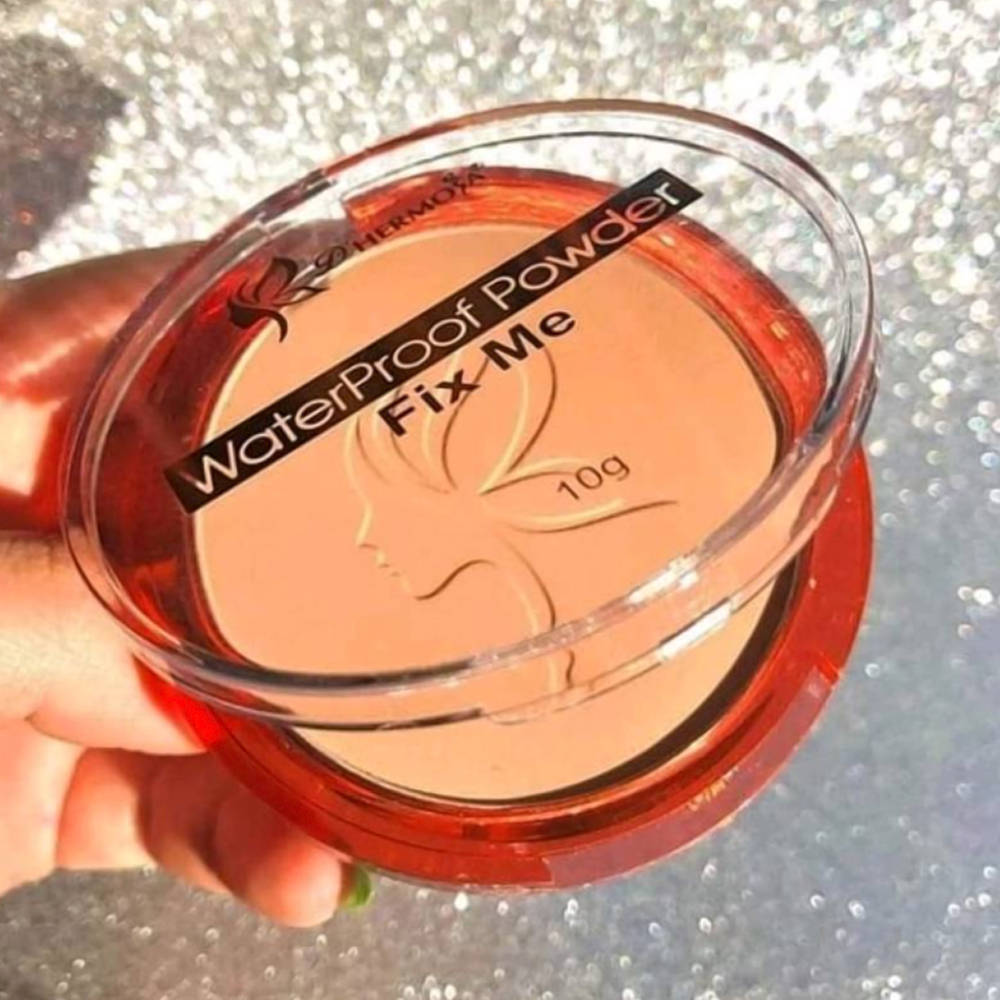 S'HERMOSA®
WaterProof Powder
Fix Me
10g